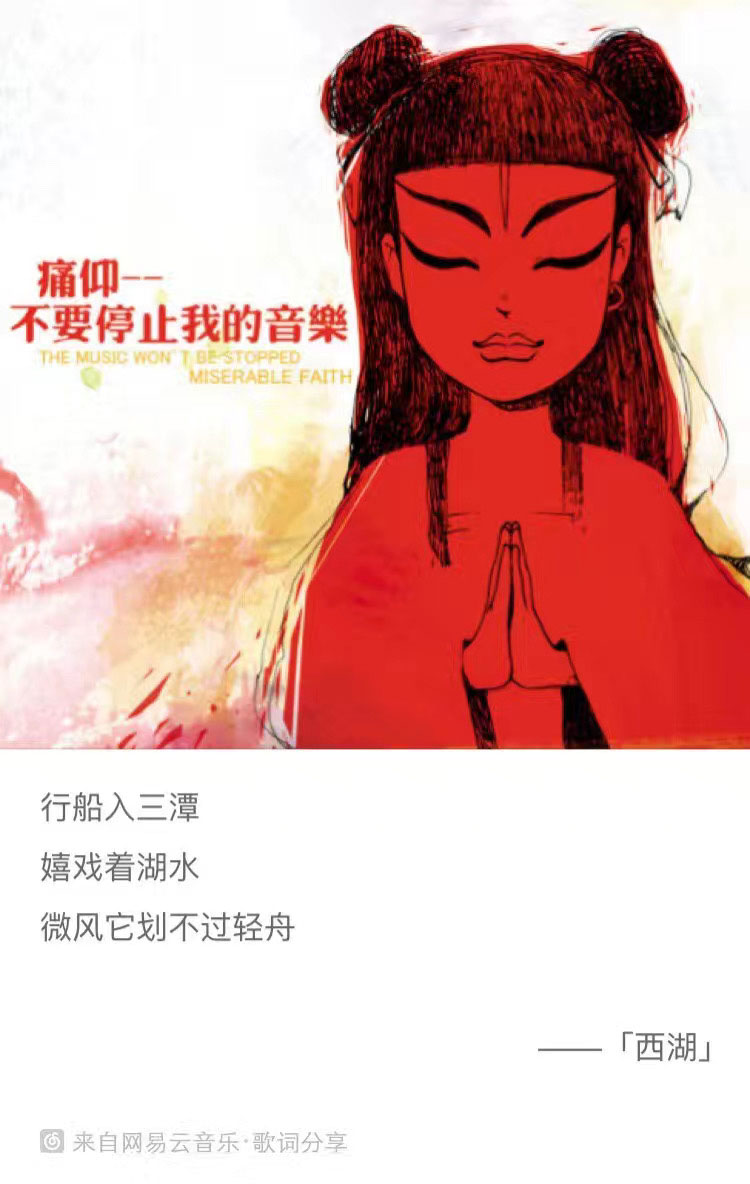 痛仰--
不要停止我的音樂
THE MUSIC WON`T BE STOPPED
MISERABLE FAITH
行船入三潭
嬉戏着湖水
微风它划不过轻舟
——「西湖」
来自网易云音乐·歌词分享